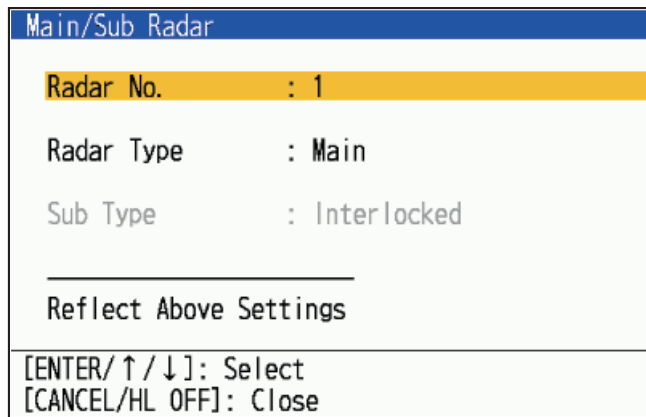 Main/Sub Radar
Radar No. : 1
Radar Type : Main
Sub Type : Interlocked
Reflect Above Settings
[ENTER/↑/↓]: Select
[CANCEL/HL OFF]: Close